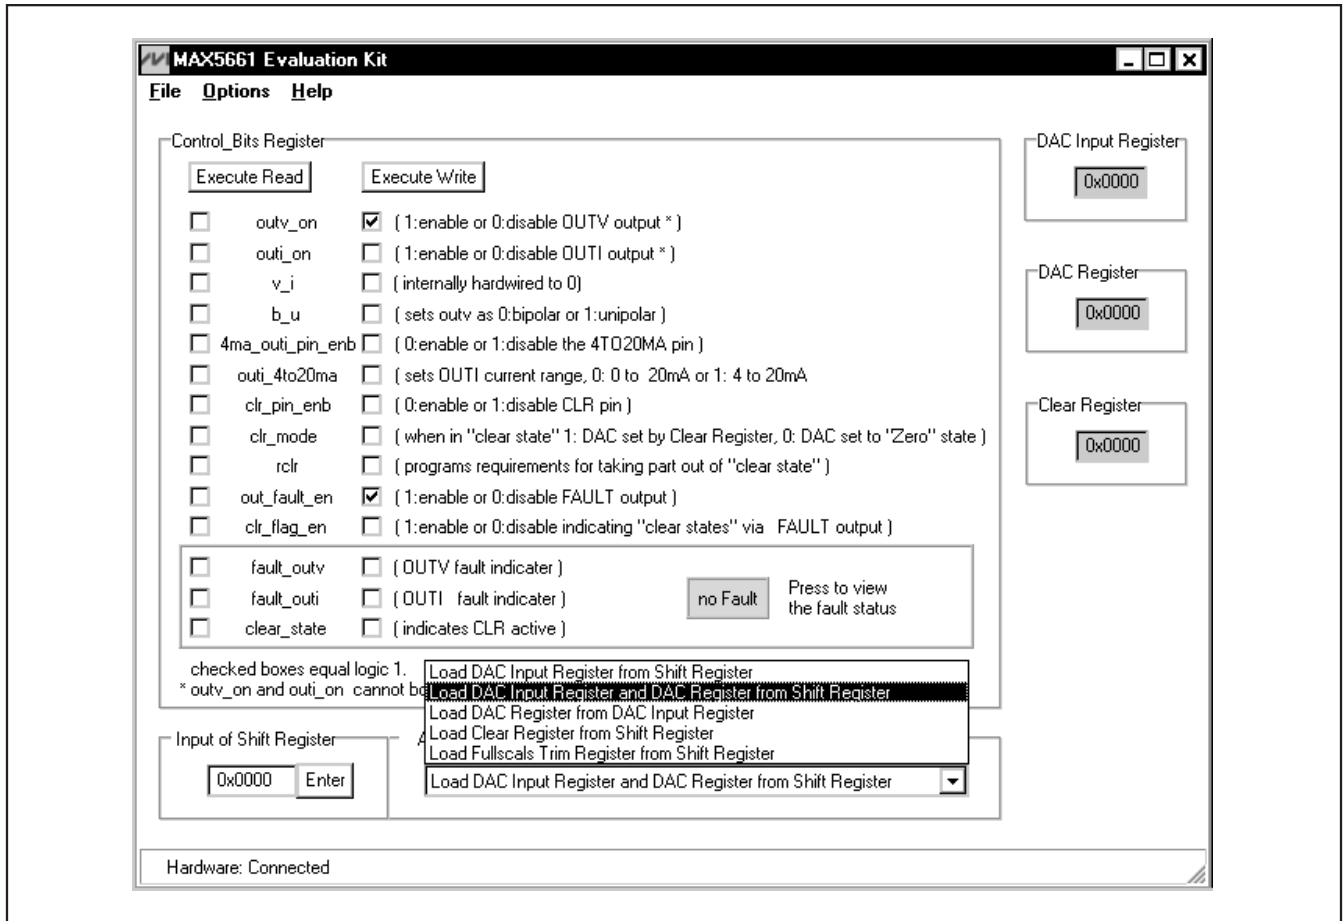 MAX5661 Evaluation Kit
File Options Help
Control_Bits Register
Execute Read Execute Write
outv_on ( 1:enable or 0:disable OUTV output * )
outi_on ( 1:enable or 0:disable OUTI output * )
v_i ( internally hardwired to 0)
b_u ( sets outv as 0:bipolar or 1:unipolar )
4ma_outi_pin_enb ( 0:enable or 1:disable the 4TO20MA pin )
outi_4to20ma ( sets OUTI current range, 0: 0 to 20mA or 1: 4 to 20mA
clr_pin_enb ( 0:enable or 1:disable CLR pin )
clr_mode ( when in "clear state" 1: DAC set by Clear Register, 0: DAC set to "Zero" state )
rclr ( programs requirements for taking part out of "clear state" )
out_fault_en ( 1:enable or 0:disable FAULT output )
clr_flag_en ( 1:enable or 0:disable indicating "clear states" via FAULT output )
fault_outv ( OUTV fault indicater )
fault_outi ( OUTI fault indicater )
clear_state ( indicates CLR active )
no Fault
Press to view
the fault status
checked boxes equal logic 1.
* outv_on and outi_on cannot
Load DAC Input Register from Shift Register
Load DAC Input Register and DAC Register from Shift Register
Load DAC Register from DAC Input Register
Load Clear Register from Shift Register
Load Fullscals Trim Register from Shift Register
Input of Shift Register
0x0000 Enter
Load DAC Input Register and DAC Register from Shift Register
DAC Input Register
0x0000
DAC Register
0x0000
Clear Register
0x0000
Hardware: Connected